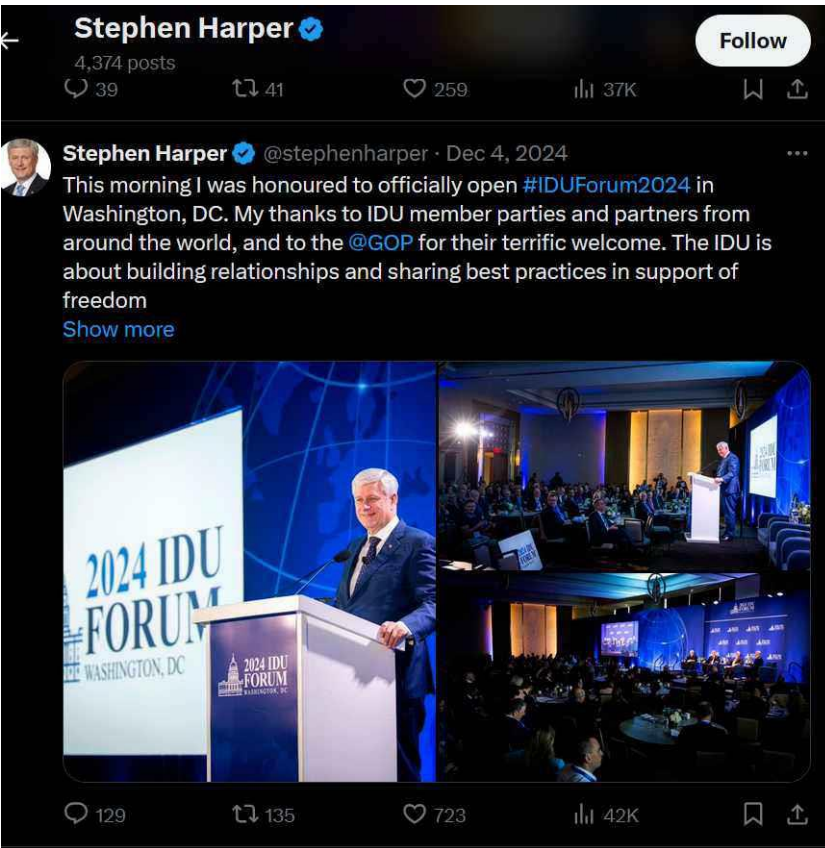 Stephen Harper
Follow
4,374 posts
39 41 259 37K
Stephen Harper @stephenharper · Dec 4, 2024
This morning I was honoured to officially open #IDUForum2024 in
Washington, DC. My thanks to IDU member parties and partners from
around the world, and to the @GOP for their terrific welcome. The IDU is
about building relationships and sharing best practices in support of
freedom
Show more
2024 IDU
FORUM
WASHINGTON, DC
2024 IDU
FORUM
WASHINGTON, DC
2024 IDU
FORUM
129 135 723 42K